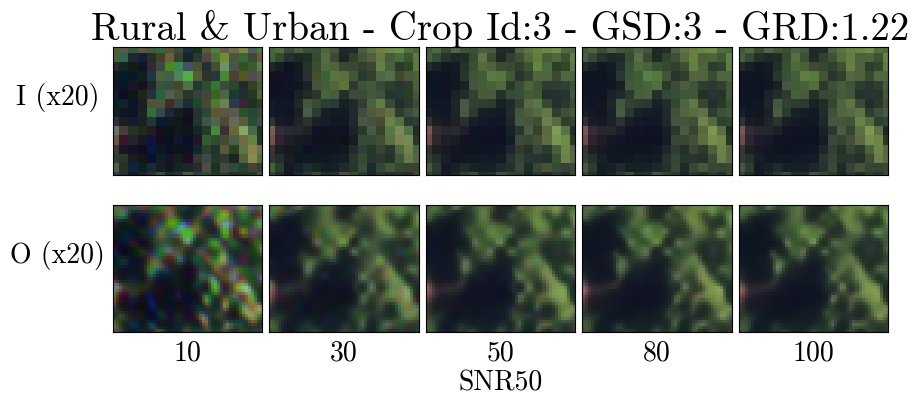 Rural & Urban - Crop Id:3 - GSD:3 - GRD:1.22
I (x20)
O (x20)
10 30 50 80 100
SNR50